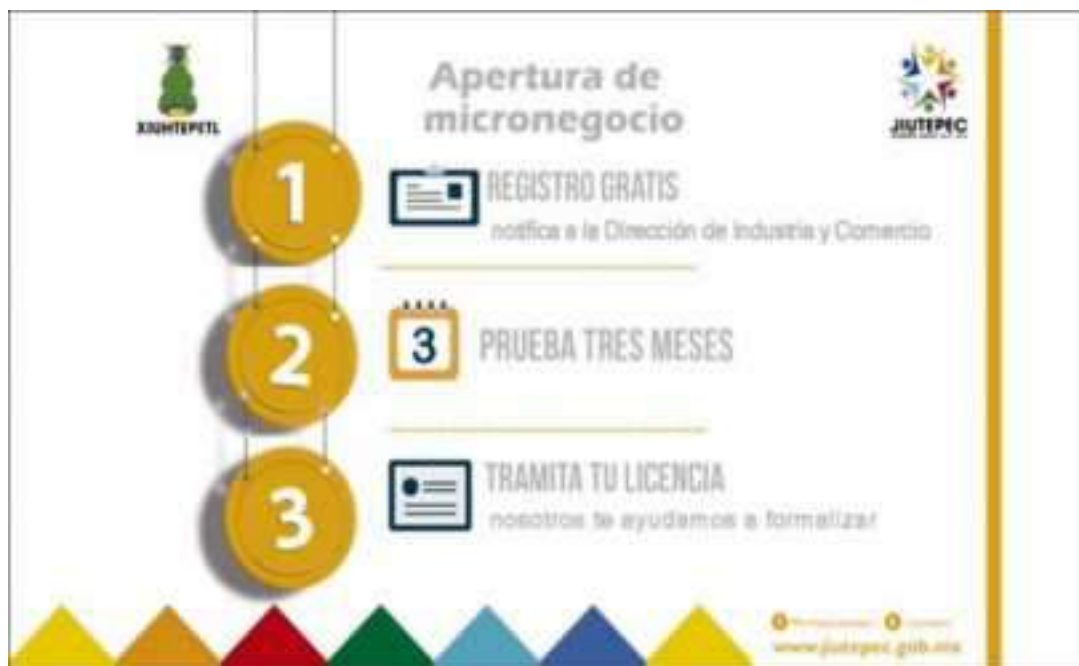 XIUHTEPETL
Apertura de
micronegocio
JIUTEPEC
1
REGISTRO GRATIS
notifica a la Dirección de Industria y Comercio
2
3
PRUEBA TRES MESES
3
TRAMITA TU LICENCIA
nosotros te ayudamos a formalizar
www.jiutepec.gob.mx